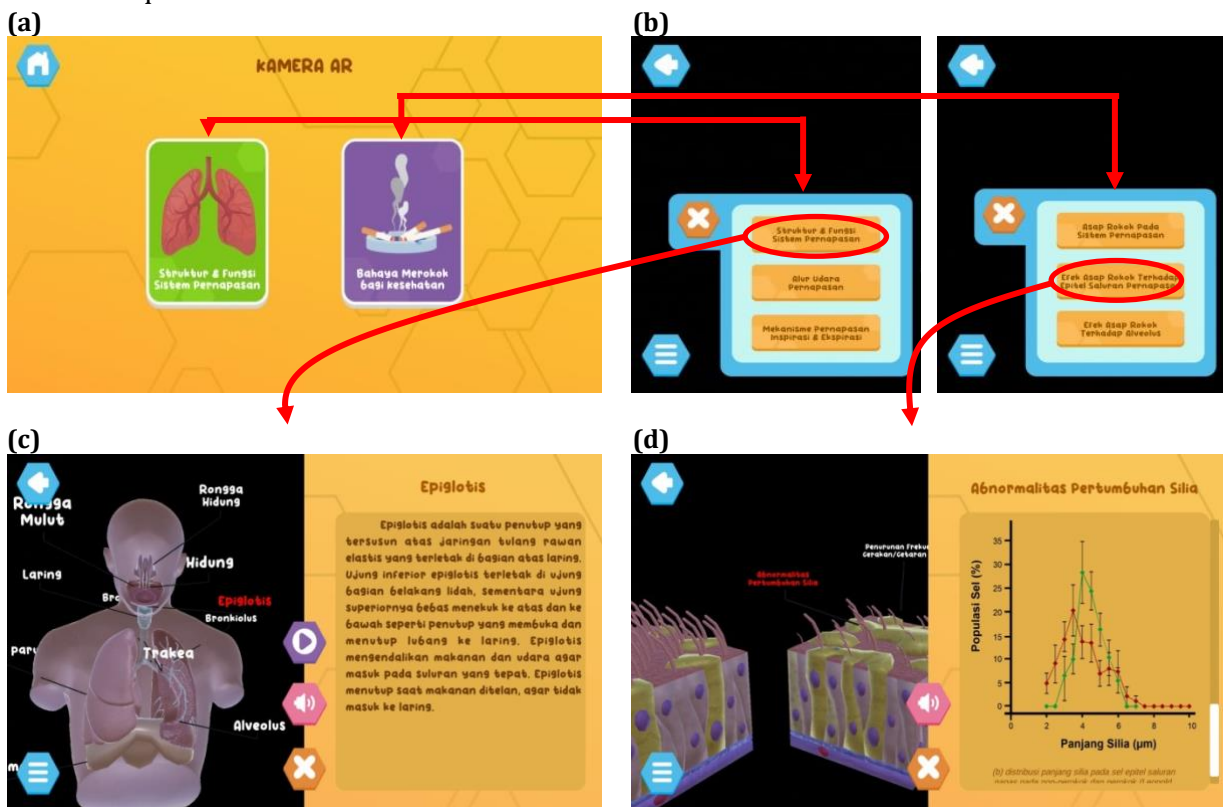 (a)
KAMERA AR
Struktur & Fungsi
Sistem Pernapasan
Bahaya Merokok
bagi kesehatan
(b)
Struktur & Fungsi
Sistem Pernapasan
Alur Udara
Pernapasan
Mekanisme Pernapasan
Inspirasi & Ekspirasi
Asap Rokok Pada
Sistem Pernapasan
Efek Asap Rokok Terhadap
Epitel Saluran Pernapasan
Efek Asap Rokok
Terhadap Alveolus
(c)
Rongga
Mulut
Rongga
Hidung
Laring
Hidung
Epiglotis
Bronkiolus
Trakea
Alveolus
Epiglotis
Epiglotis adalah suatu penutup yang
tersusun atas jaringan tulang rawan
elastis yang terletak di bagian atas laring.
Ujung inferior epiglotis terletak di ujung
bagian belakang lidah, sementara ujung
superiornya bebas menekuk ke atas dan ke
bawah seperti penutup yang membuka dan
menutup lubang ke laring. Epiglotis
mengendalikan makanan dan udara agar
masuk pada suluran yang tepat. Epiglotis
menutup saat makanan ditelan, agar tidak
masuk ke laring.
(d)
Abnormalitas
Pertumbuhan Silia
Penurunan Freku
Gerakan/Getaran
Abnormalitas Pertumbuhan Silia
Populasi Sel (%)
35
30
25
20
15
10
5
0
0 2 4 6 8 10
Panjang Silia (µm)
(b) distribusi panjang silia pada sel epitel saluran